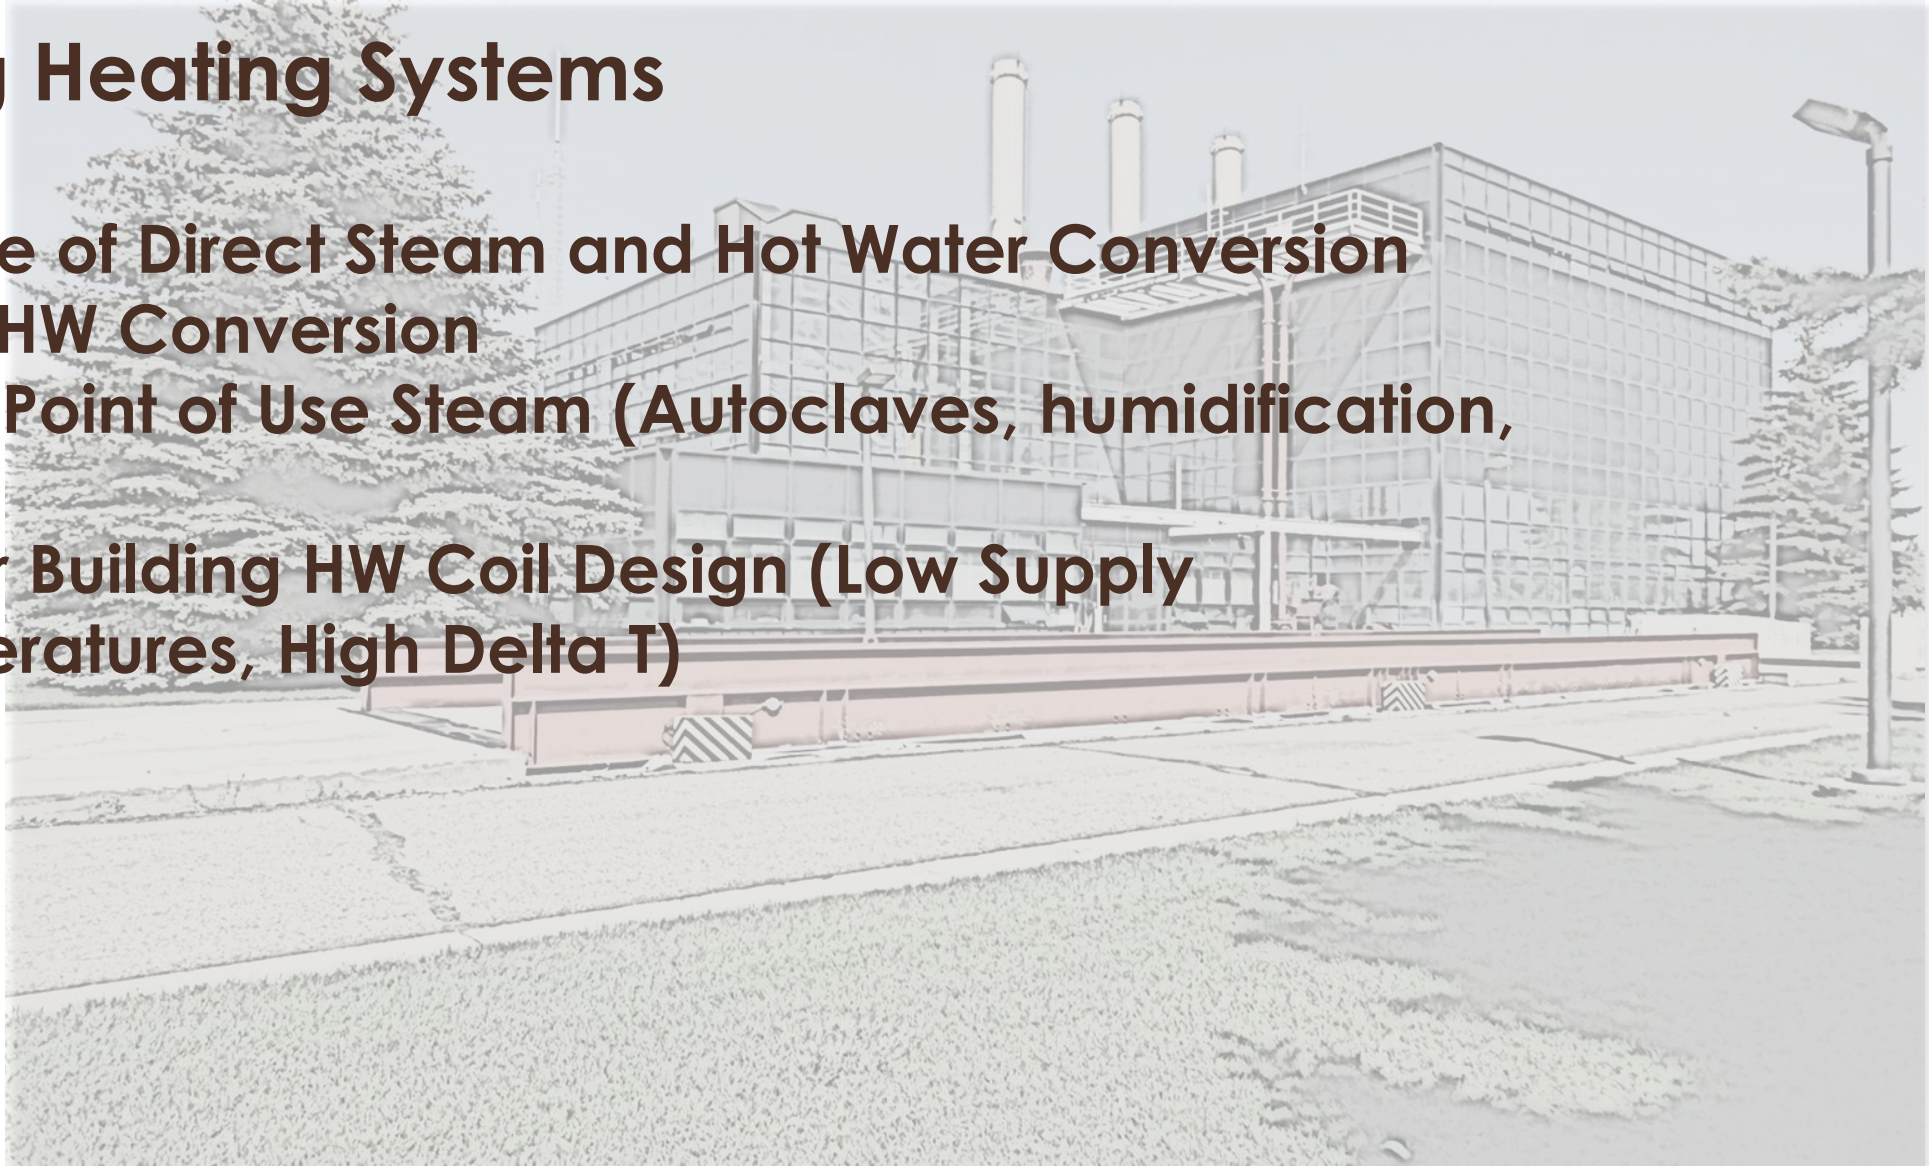 Heating Systems
e of Direct Steam and Hot Water Conversion
HW Conversion
Point of Use Steam (Autoclaves, humidification,
r Building HW Coil Design (Low Supply
eratures, High Delta T)